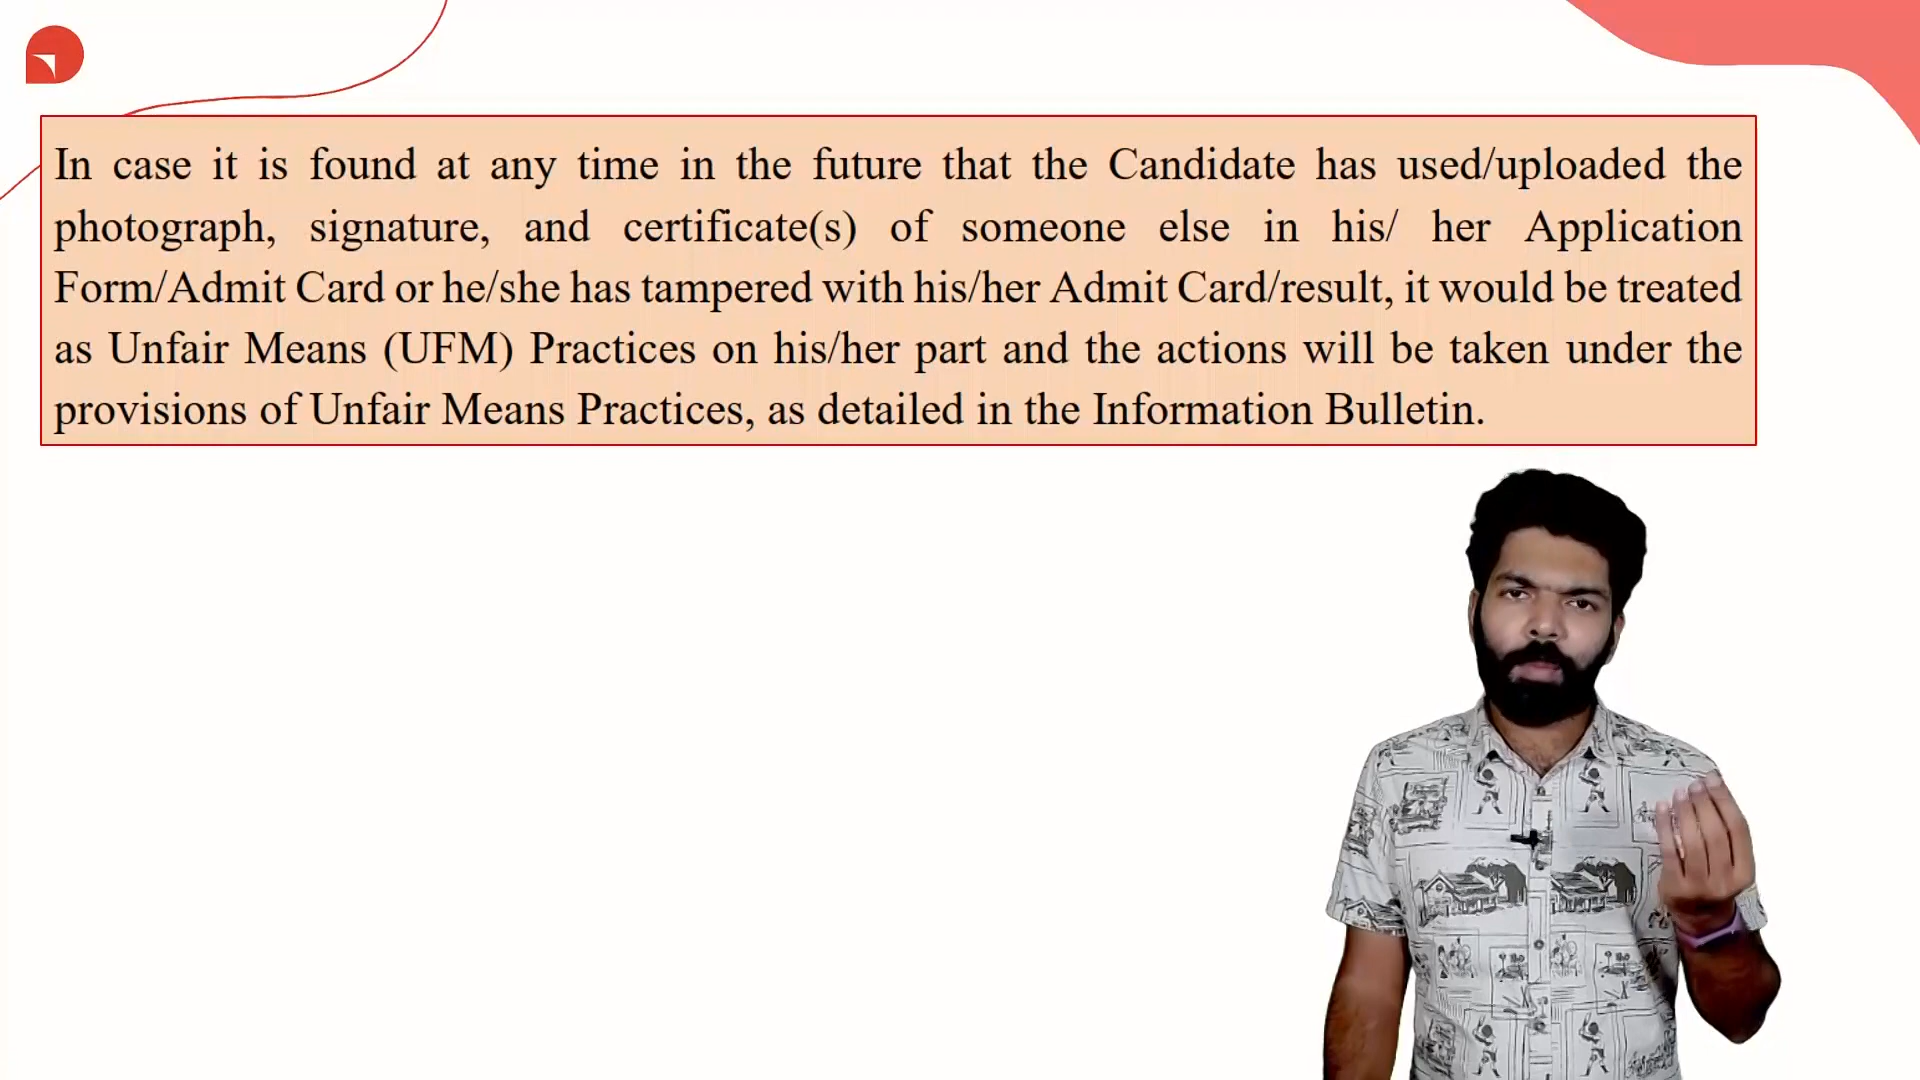 In case it is found at any time in the future that the Candidate has used/uploaded the
photograph, signature, and certificate(s) of someone else in his/ her Application
Form/Admit Card or he/she has tampered with his/her Admit Card/result, it would be treated
as Unfair Means (UFM) Practices on his/her part and the actions will be taken under the
provisions of Unfair Means Practices, as detailed in the Information Bulletin.